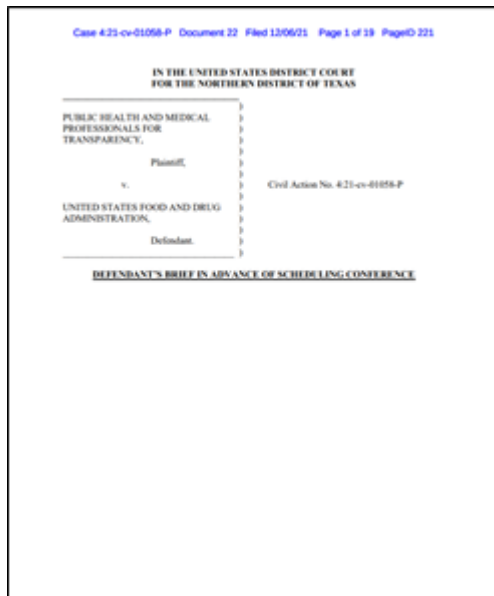 Case 4:21-cv-01058-P Document 22 Filed 12/06/21 Page 1 of 19 PageID 221
IN THE UNITED STATES DISTRICT COURT
FOR THE NORTHERN DISTRICT OF TEXAS
PUBLIC HEALTH AND MEDICAL
PROFESSIONALS FOR
TRANSPARENCY,
Plaintiff,
v.
Civil Action No. 4:21-cv-01058-P
UNITED STATES FOOD AND DRUG
ADMINISTRATION,
Defendant.
DEFENDANT'S BRIEF IN ADVANCE OF SCHEDULING CONFERENCE